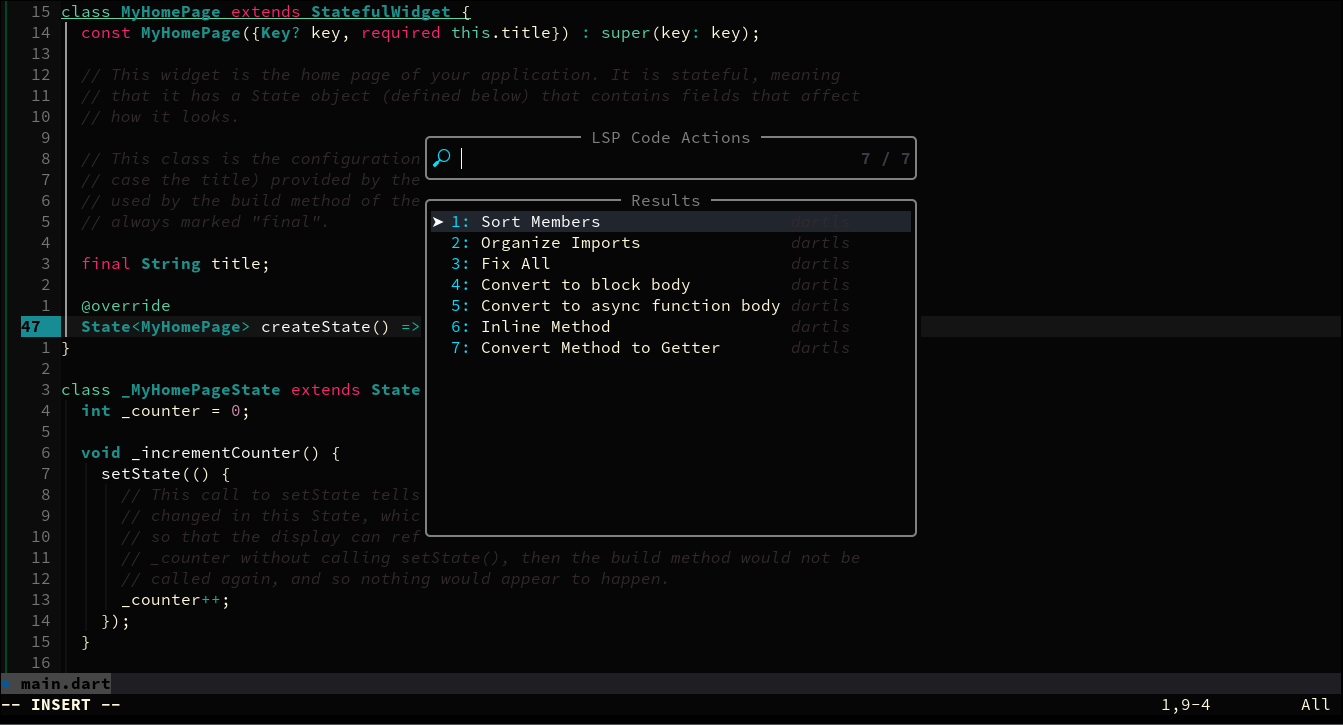 15 class MyHomePage extends StatefulWidget {
14 const MyHomePage({Key? key, required this.title}) : super(key: key);
13
12 // This widget is the home page of your application. It is stateful, meaning
11 // that it has a State object (defined below) that contains fields that affect
10 // how it looks.
9
8 // This class is the configuration
7 // case the title) provided by the
6 // used by the build method of the
5 // always marked "final".
4
3 final String title;
2
1 @override
47 State<MyHomePage> createState() =>
1 }
2
3 class _MyHomePageState extends State
4 int _counter = 0;
5
6 void _incrementCounter() {
7 setState(() {
8 // This call to setState tells
9 // changed in this State, whic
10 // so that the display can ref
11 // _counter without calling setState(), then the build method would not be
12 // called again, and so nothing would appear to happen.
13 _counter++;
14 });
15 }
16
LSP Code Actions
7 / 7
Results
1: Sort Members dartls
2: Organize Imports dartls
3: Fix All dartls
4: Convert to block body dartls
5: Convert to async function body dartls
6: Inline Method dartls
7: Convert Method to Getter dartls
main.dart
-- INSERT -- 1,9-4 All